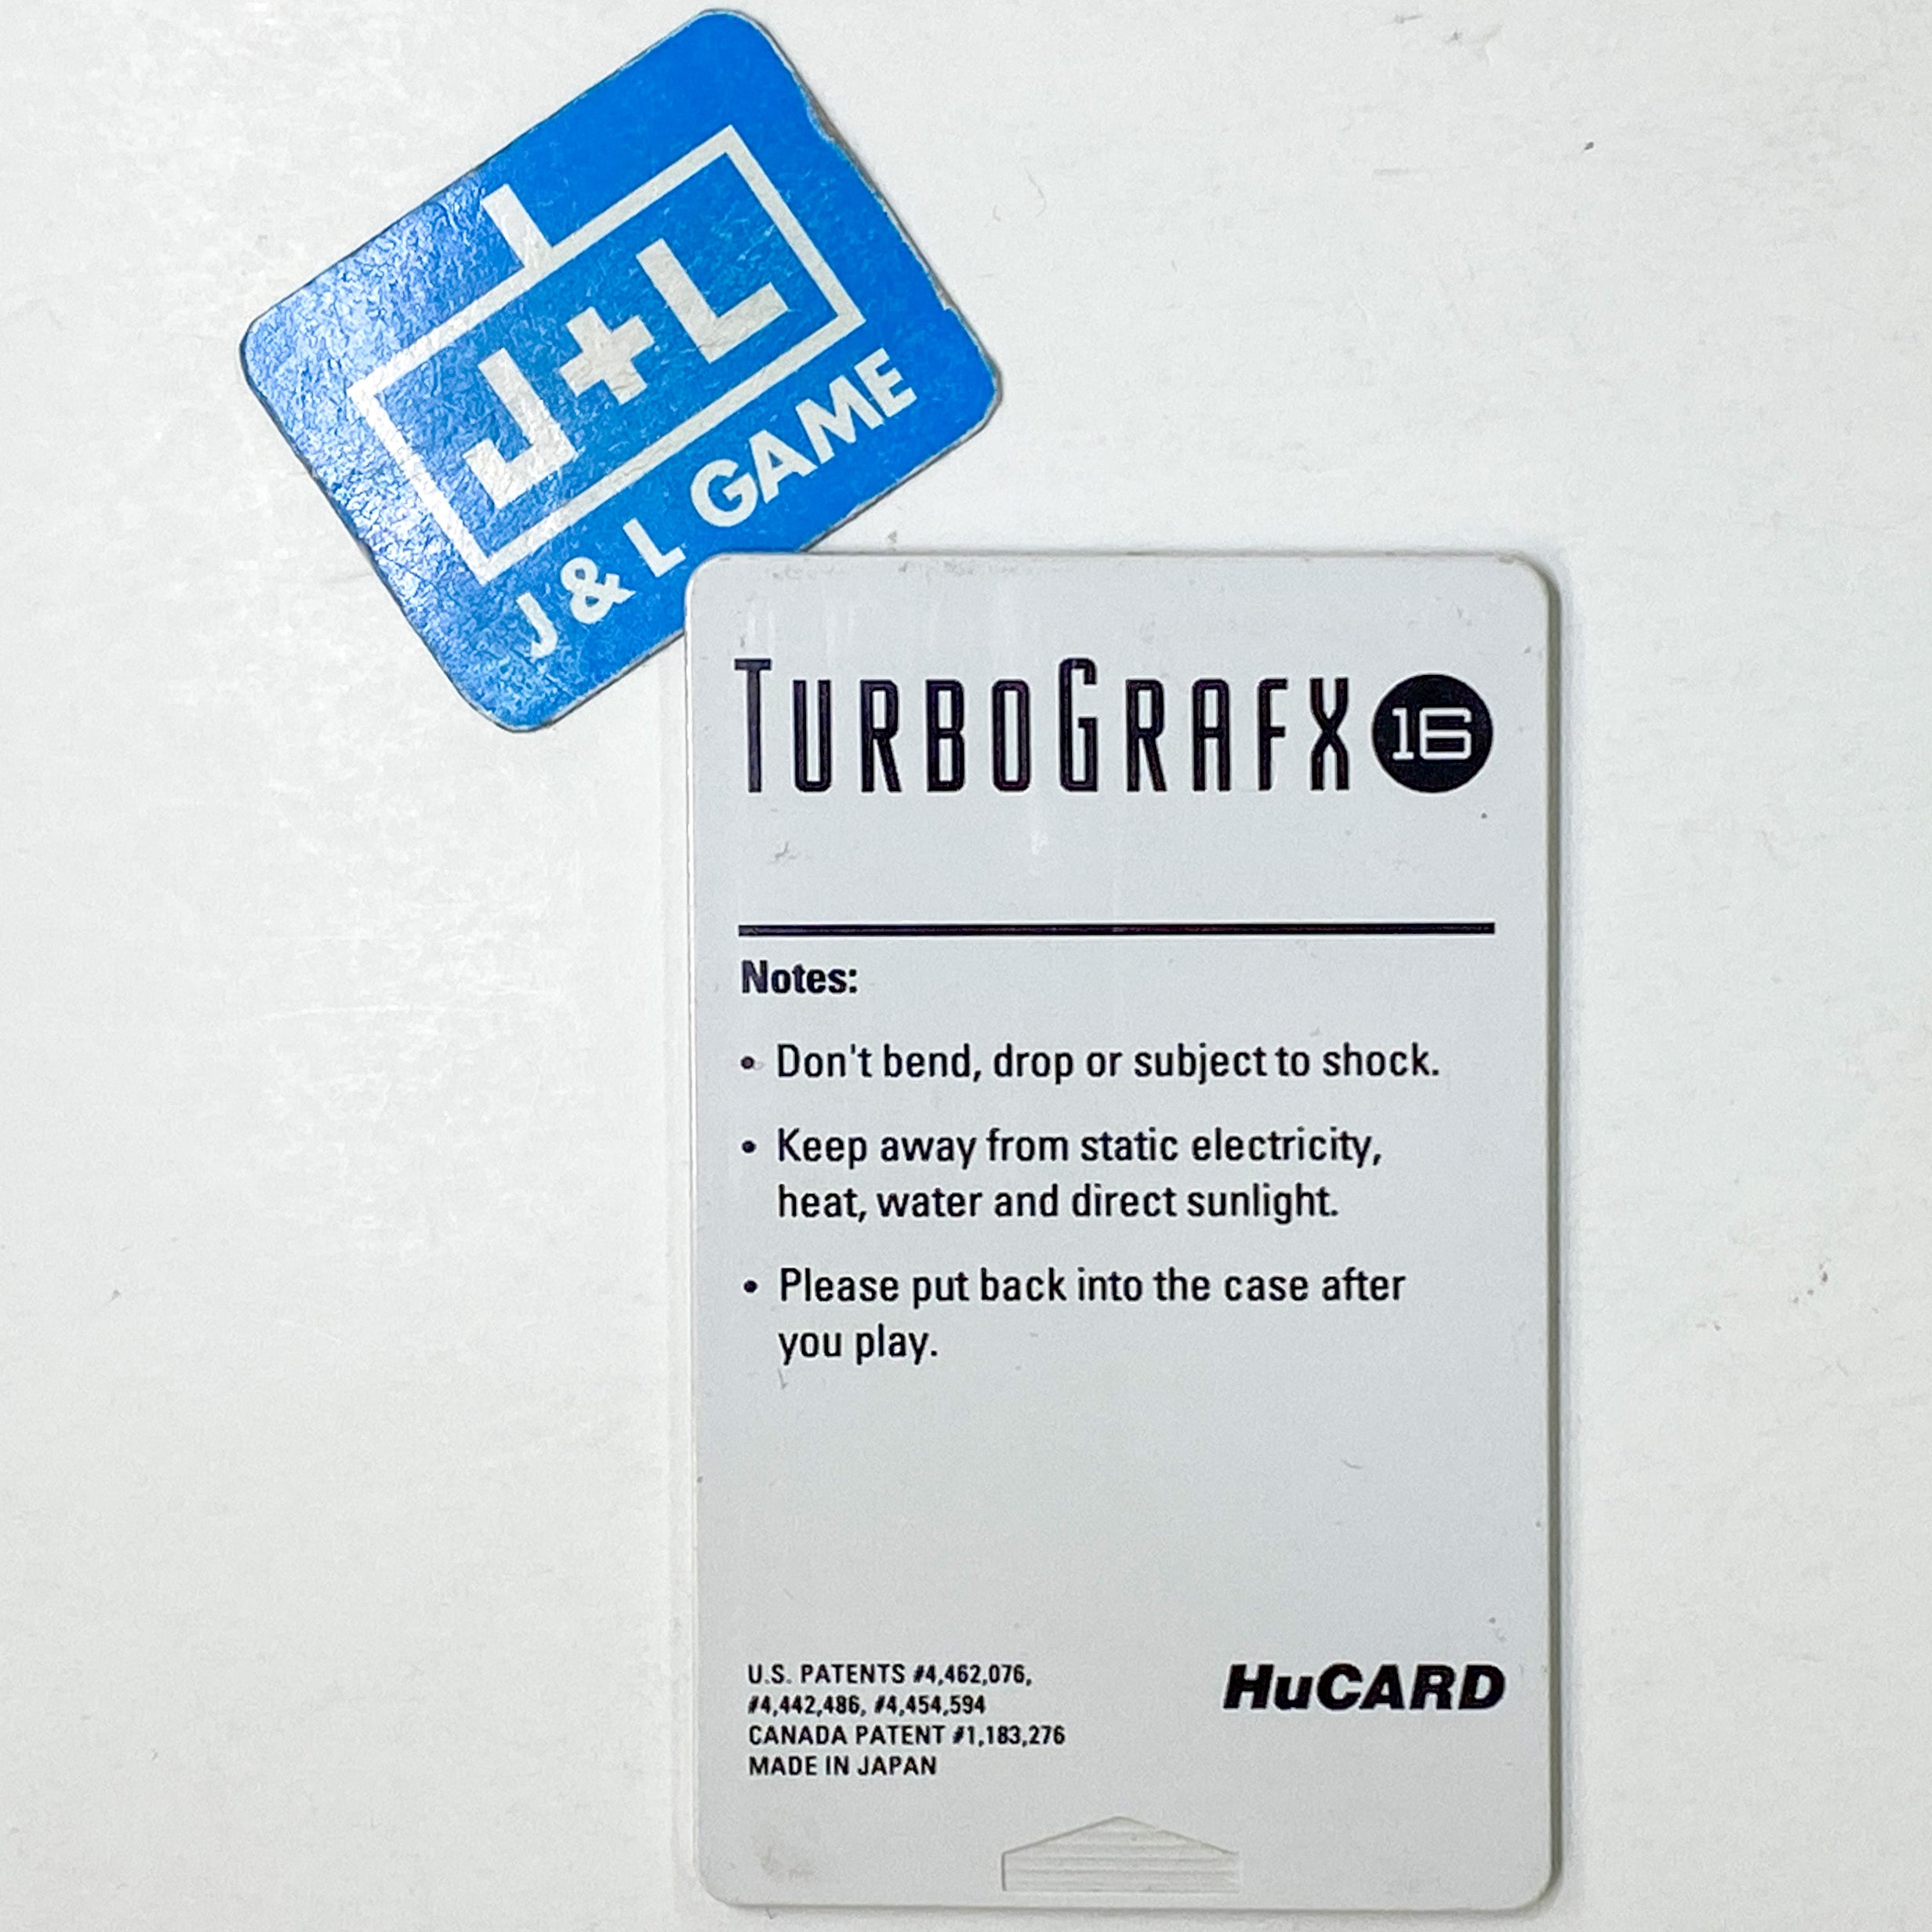 J+L
J & L GAME
TURBOGRAFX 16
Notes:
• Don't bend, drop or subject to shock.
• Keep away from static electricity,
heat, water and direct sunlight.
• Please put back into the case after
you play.
U.S. PATENTS #4,462,076,
#4,442,486, #4,454,594
CANADA PATENT #1,183,276
MADE IN JAPAN
HuCARD